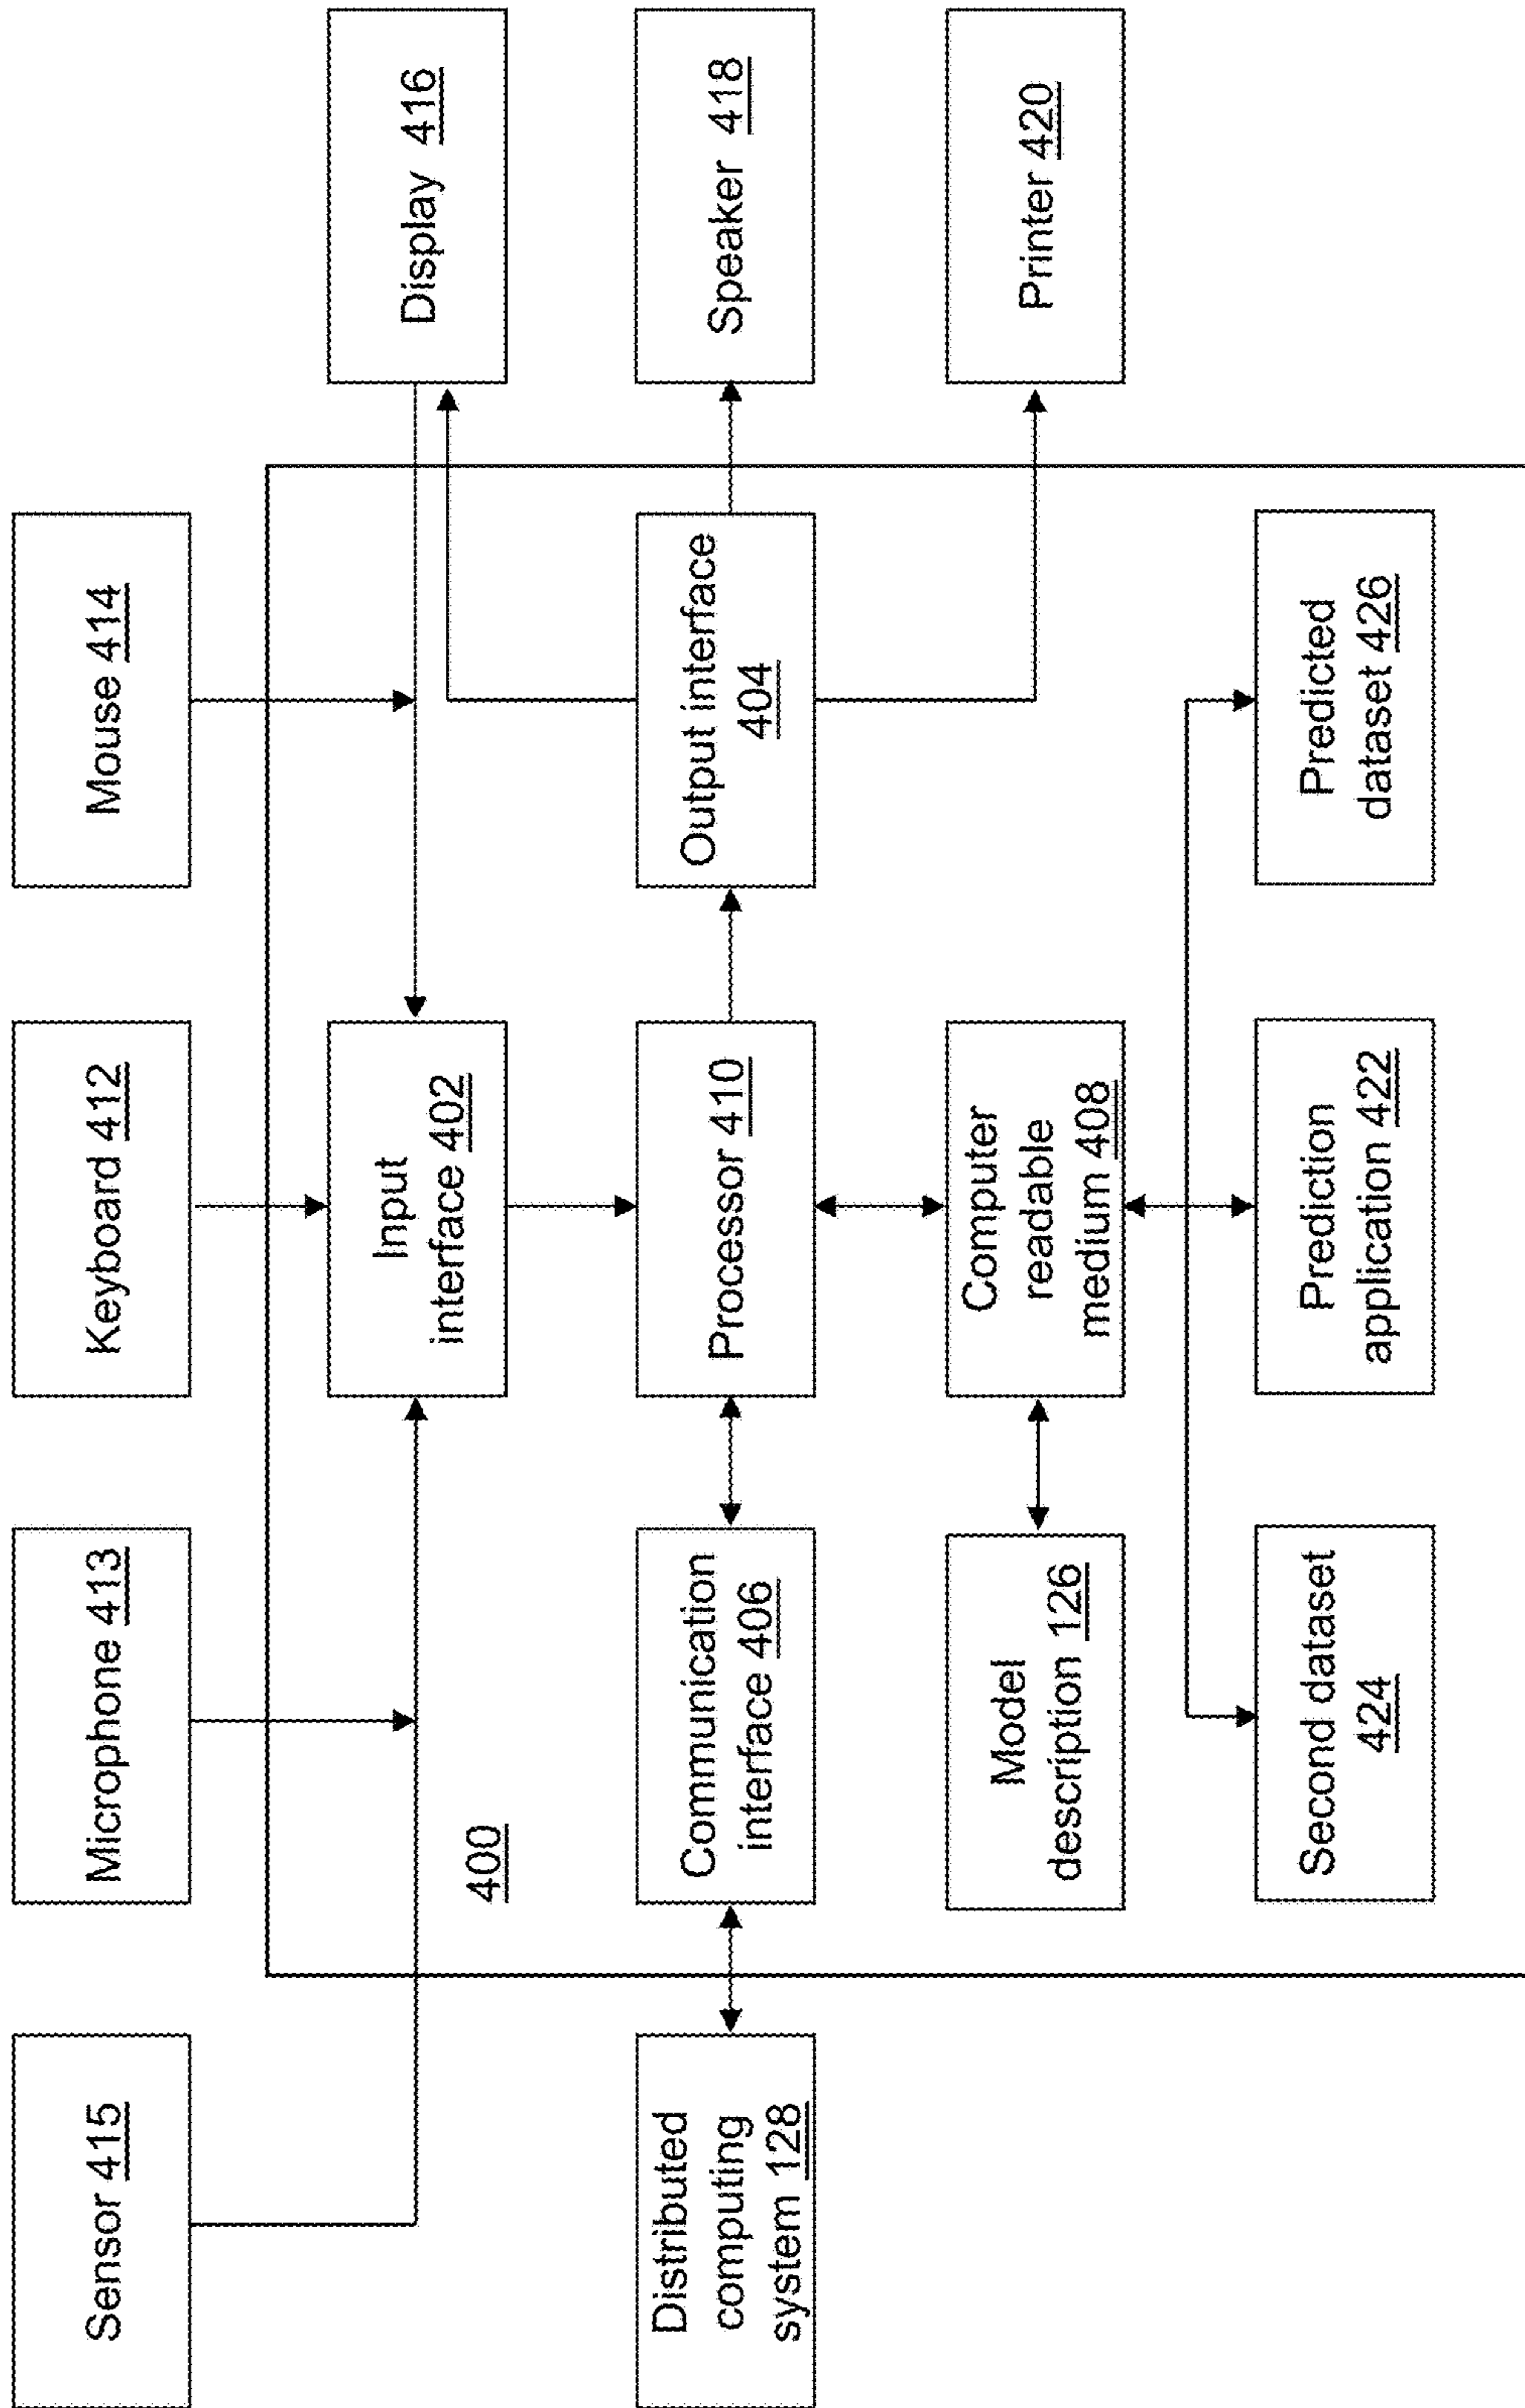 Sensor 415
Microphone 413
Keyboard 412
Mouse 414
400
Input
interface 402
Display 416
Distributed
computing
system 128
Communication
interface 406
Processor 410
Output interface
404
Speaker 418
Model
description 126
Computer
readable
medium 408
Printer 420
Second dataset
424
Prediction
application 422
Predicted
dataset 426